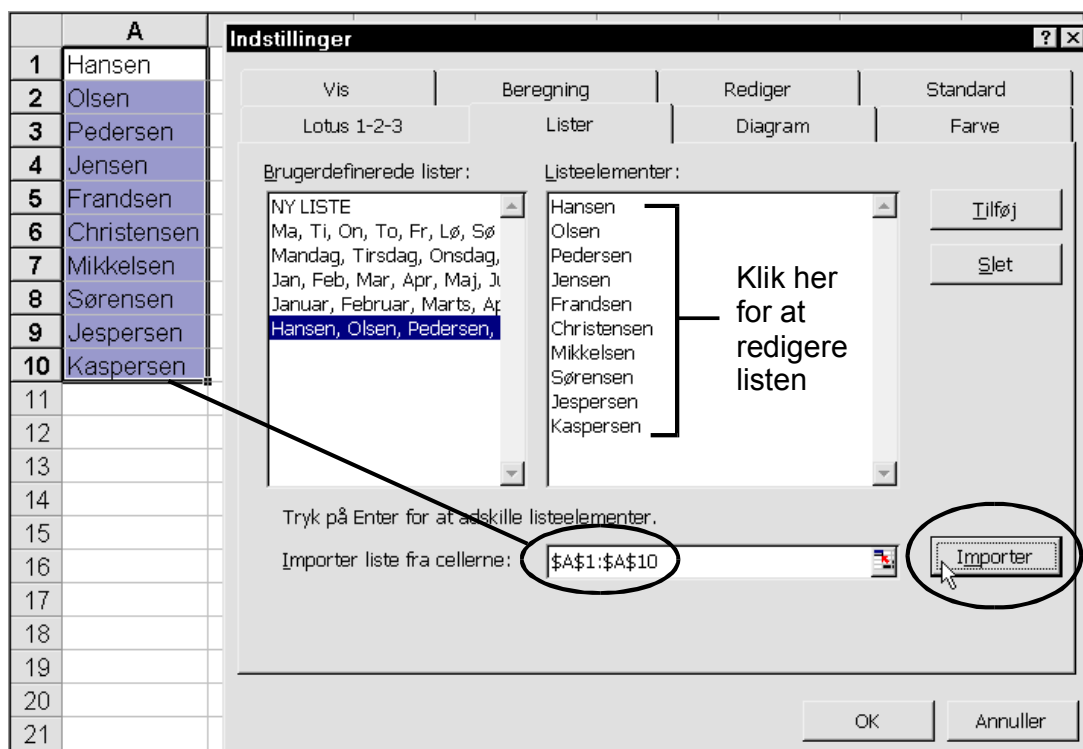 A
Indstillinger
1 Hansen
2 Olsen
3 Pedersen
4 Jensen
5 Frandsen
6 Christensen
7 Mikkelsen
8 Sørensen
9 Jespersen
10 Kaspersen
11
12
13
14
15
16
17
18
19
20
21
Vis Beregning Rediger Standard
Lotus 1-2-3 Lister Diagram Farve
Brugerdefinerede lister:
NY LISTE
Ma, Ti, On, To, Fr, Lø, Sø
Mandag, Tirsdag, Onsdag,
Jan, Feb, Mar, Apr, Maj,
Januar, Februar, Marts,
Hansen, Olsen, Pedersen,
Listeelementer:
Hansen
Olsen
Pedersen
Jensen
Frandsen
Christensen
Mikkelsen
Sørensen
Jespersen
Kaspersen
Klik her
for at
redigere
listen
Tilføj
Slet
Tryk på Enter for at adskille listeelementer.
Importer liste fra cellerne: $A$1:$A$10
Importer
OK Annuller